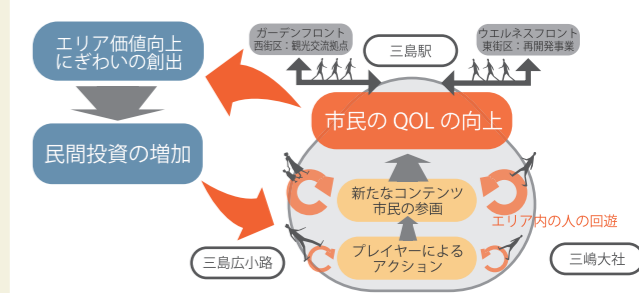 ガーデンフロント
西街区：観光交流拠点
三島駅
ウエルネスフロント
東街区：再開発事業
エリア価値向上
にぎわいの創出
市民の QOL の向上
民間投資の増加
新たなコンテンツ
市民の参画
エリア内の人の回遊
プレイヤーによる
アクション
三島広小路
三嶋大社